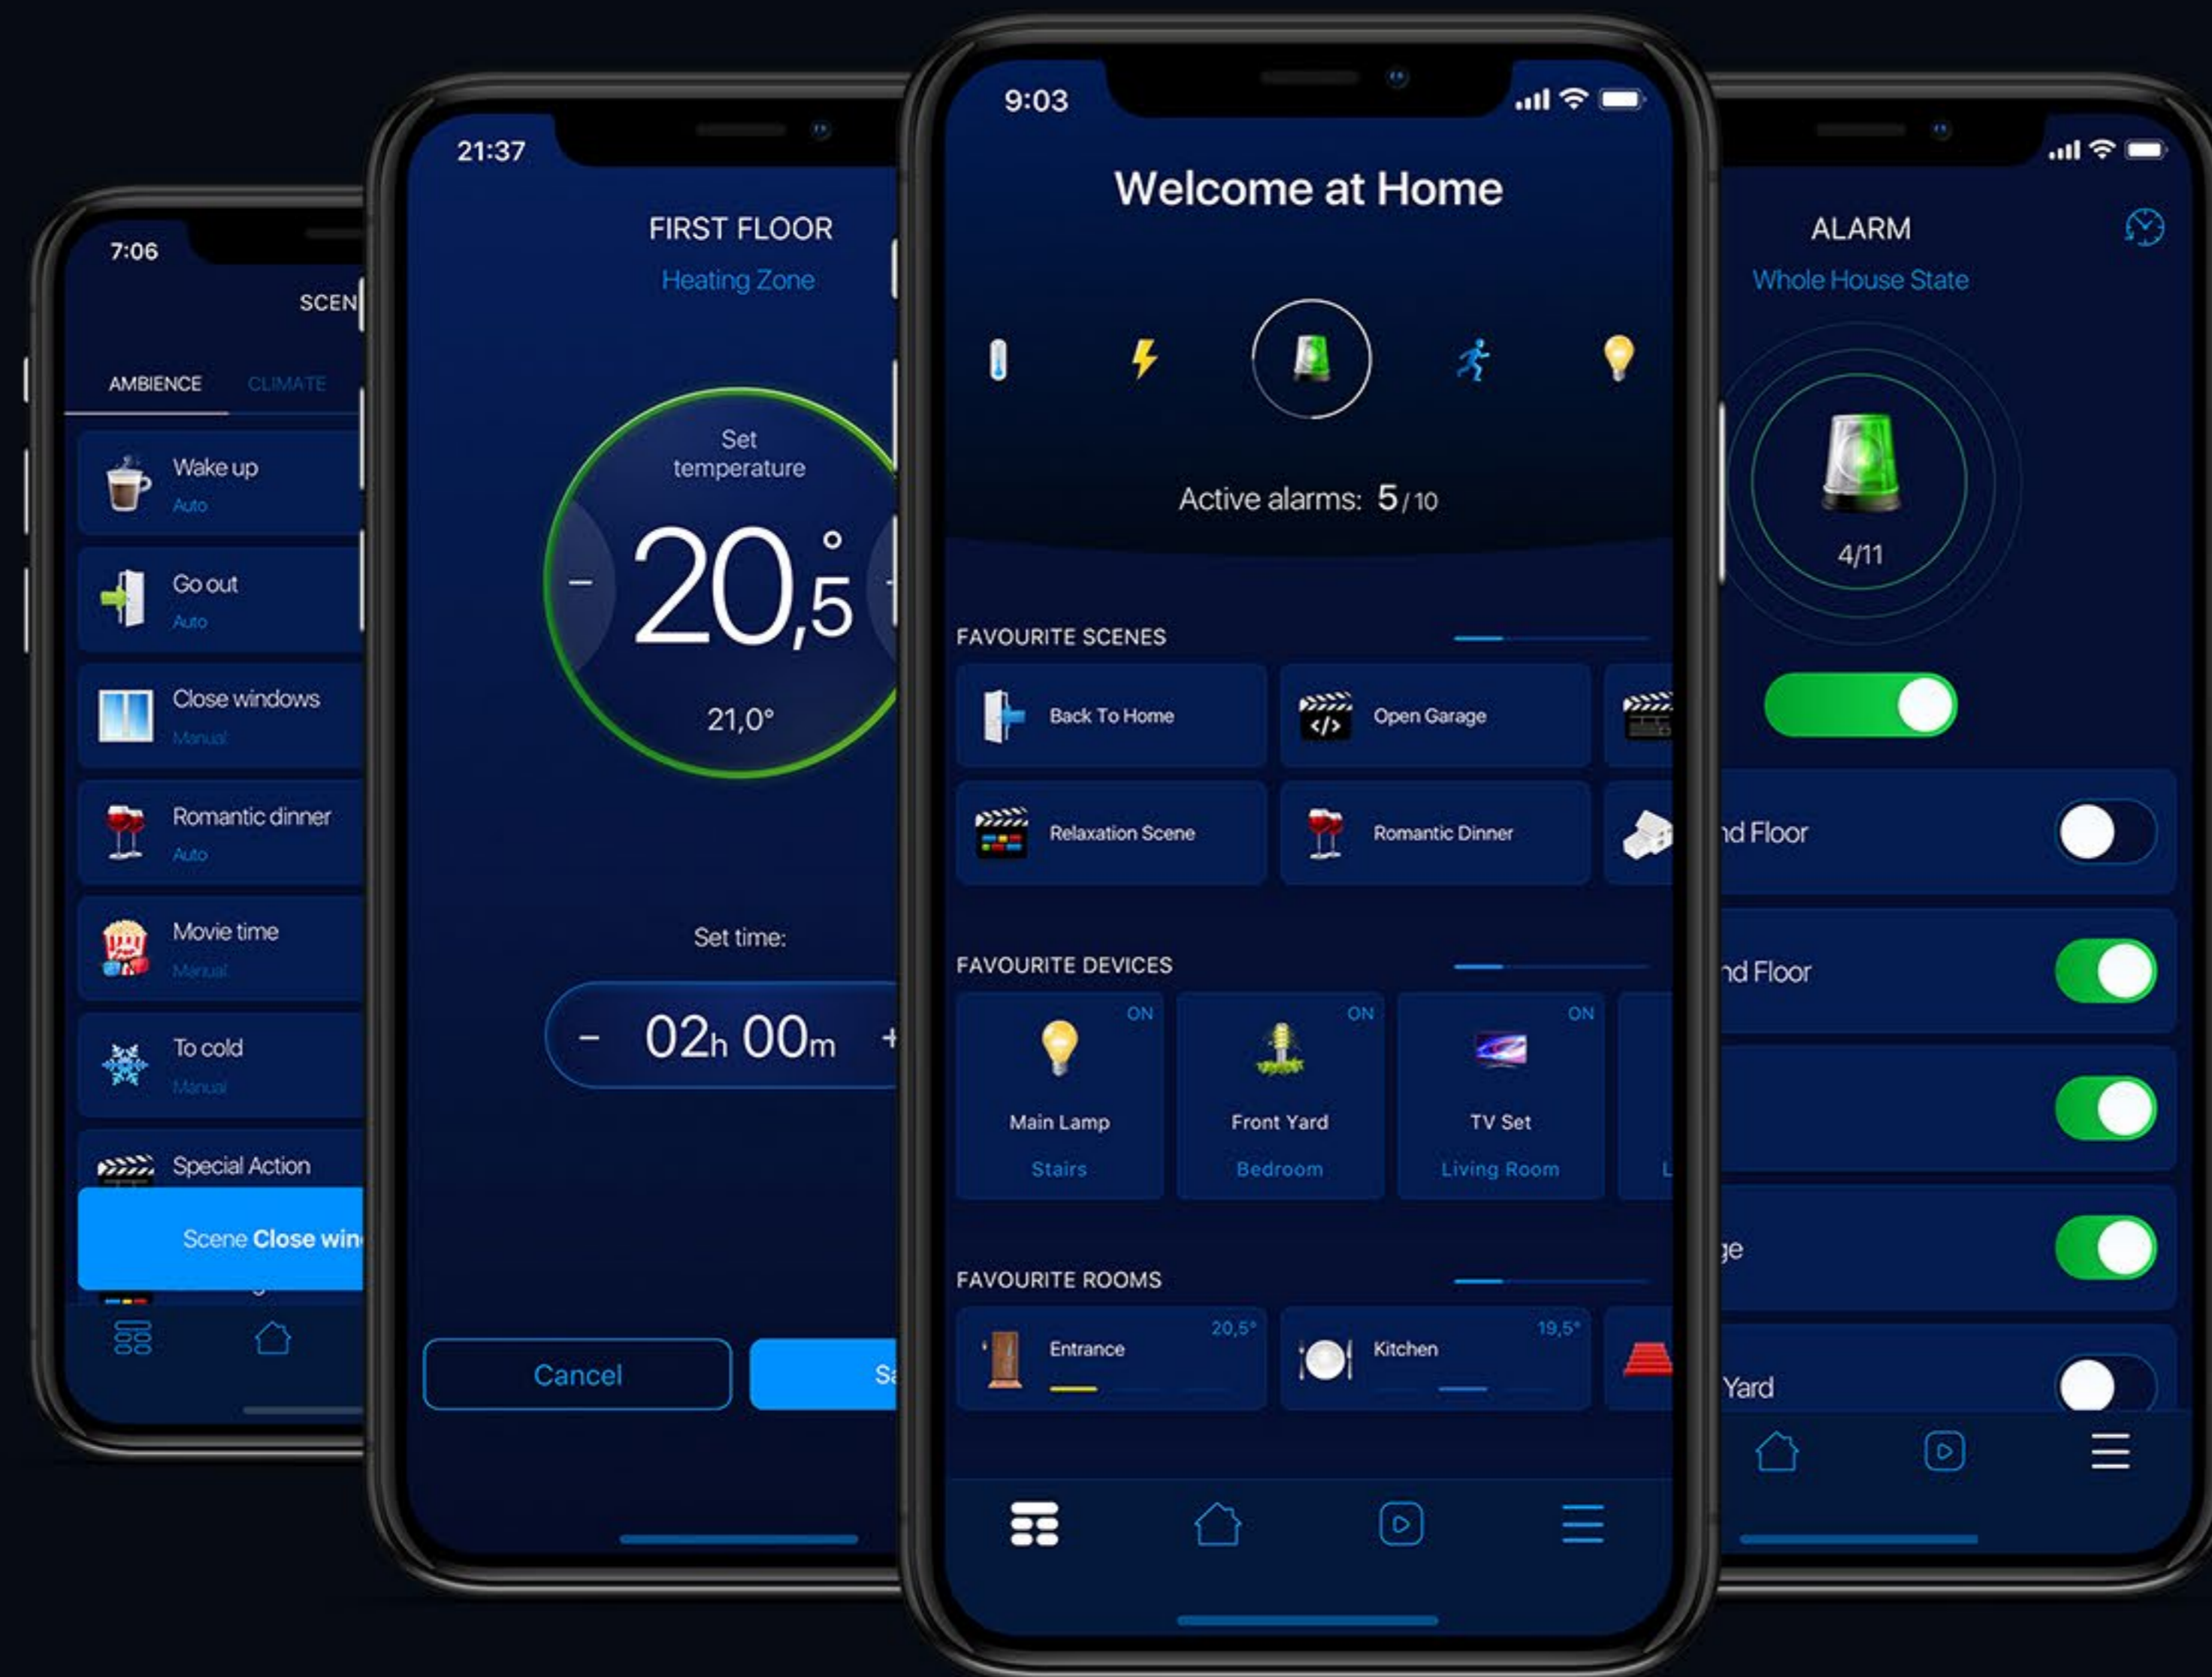 7:06
SCEN
AMBIENCE CLIMATE
Wake up
Auto
Go out
Auto
Close windows
Manual
Romantic dinner
Auto
Movie time
Manual
To cold
Manual
Special Action
Scene Close win
21:37
FIRST FLOOR
Heating Zone
Set
temperature
20,5°
21,0°
Set time:
- 02h 00m +
Cancel
Sa
9:03
Welcome at Home
Active alarms: 5/10
FAVOURITE SCENES
Back To Home
Open Garage
</>
Relaxation Scene
Romantic Dinner
FAVOURITE DEVICES
ON
Main Lamp
Stairs
ON
Front Yard
Bedroom
ON
TV Set
Living Room
L
FAVOURITE ROOMS
Entrance
20,5°
Kitchen
19,5°
ALARM
Whole House State
4/11
nd Floor
nd Floor
ge
Yard